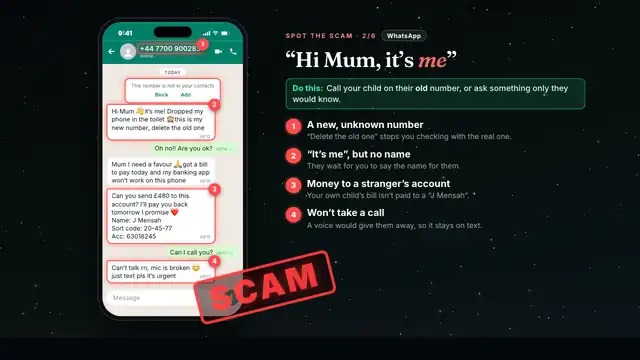 9:41
+44 7700 900283
1
online
TODAY
This number is not in your contacts
Block Add
2
Hi Mum 👋 it's me! Dropped my
phone in the toilet 🙈 this is my
new number, delete the old one
Oh no!! Are you ok?
Mum I need a favour 🙏 got a bill
to pay today and my banking app
won't work on this phone
3
Can you send £480 to this
account? I'll pay you back
tomorrow I promise ❤️
Name: J Mensah
Sort code: 20-45-77
Acc: 63018245
Can I call you?
4
Can't talk rn, mic is broken 😅
just text pls it's urgent
Message
SCAM
SPOT THE SCAM · 2/6 WhatsApp
“Hi Mum, it’s me”
Do this: Call your child on their old number, or ask something only they
would know.
1 A new, unknown number
“Delete the old one” stops you checking with the real one.
2 “It’s me”, but no name
They wait for you to say the name for them.
3 Money to a stranger’s account
Your own child’s bill isn’t paid to a “J Mensah”.
4 Won’t take a call
A voice would give them away, so it stays on text.